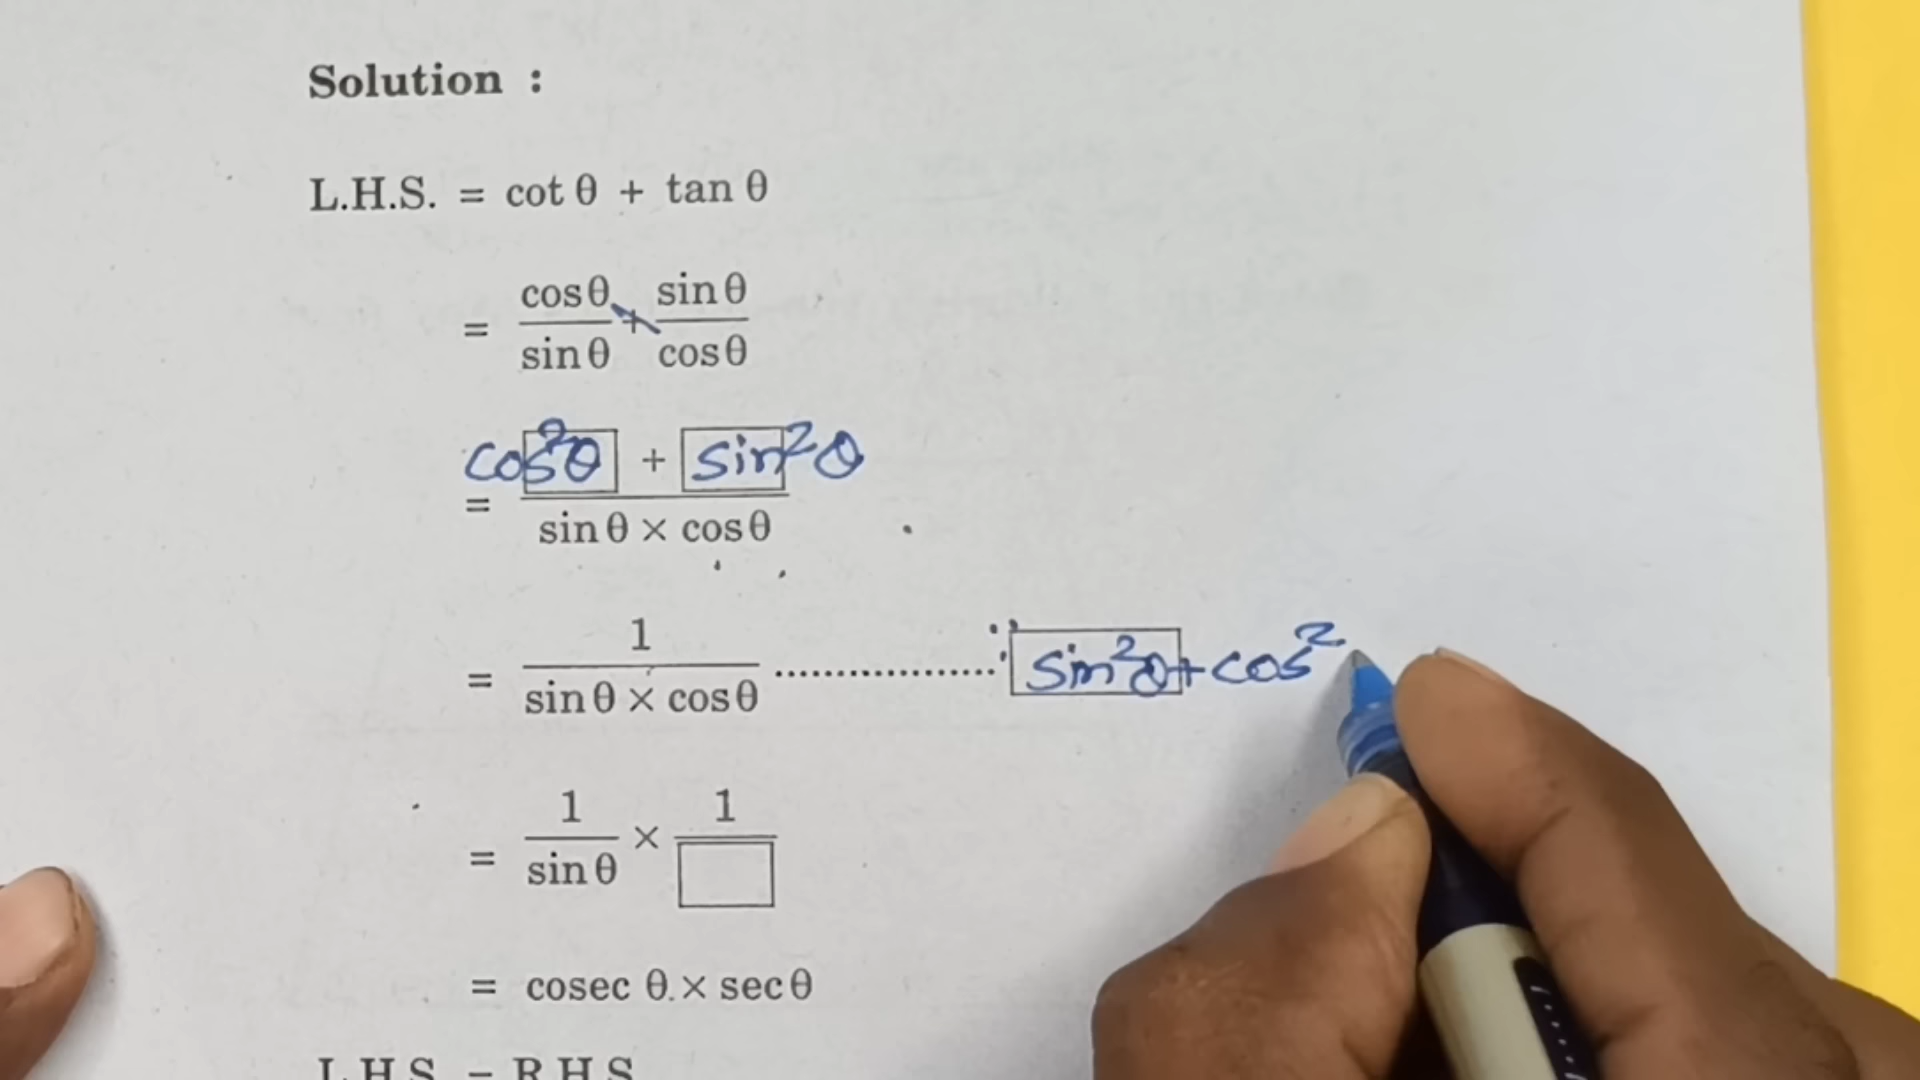 Solution :
L.H.S. = cot θ + tan θ
= cosθ/sinθ + sinθ/cosθ
= cos²θ + sin²θ / sinθ × cosθ
= 1/sinθ × cosθ .................. ∵ sin²θ + cos²
= 1/sinθ × 1/□
= cosec θ × sec θ
L.H.S. = R.H.S.